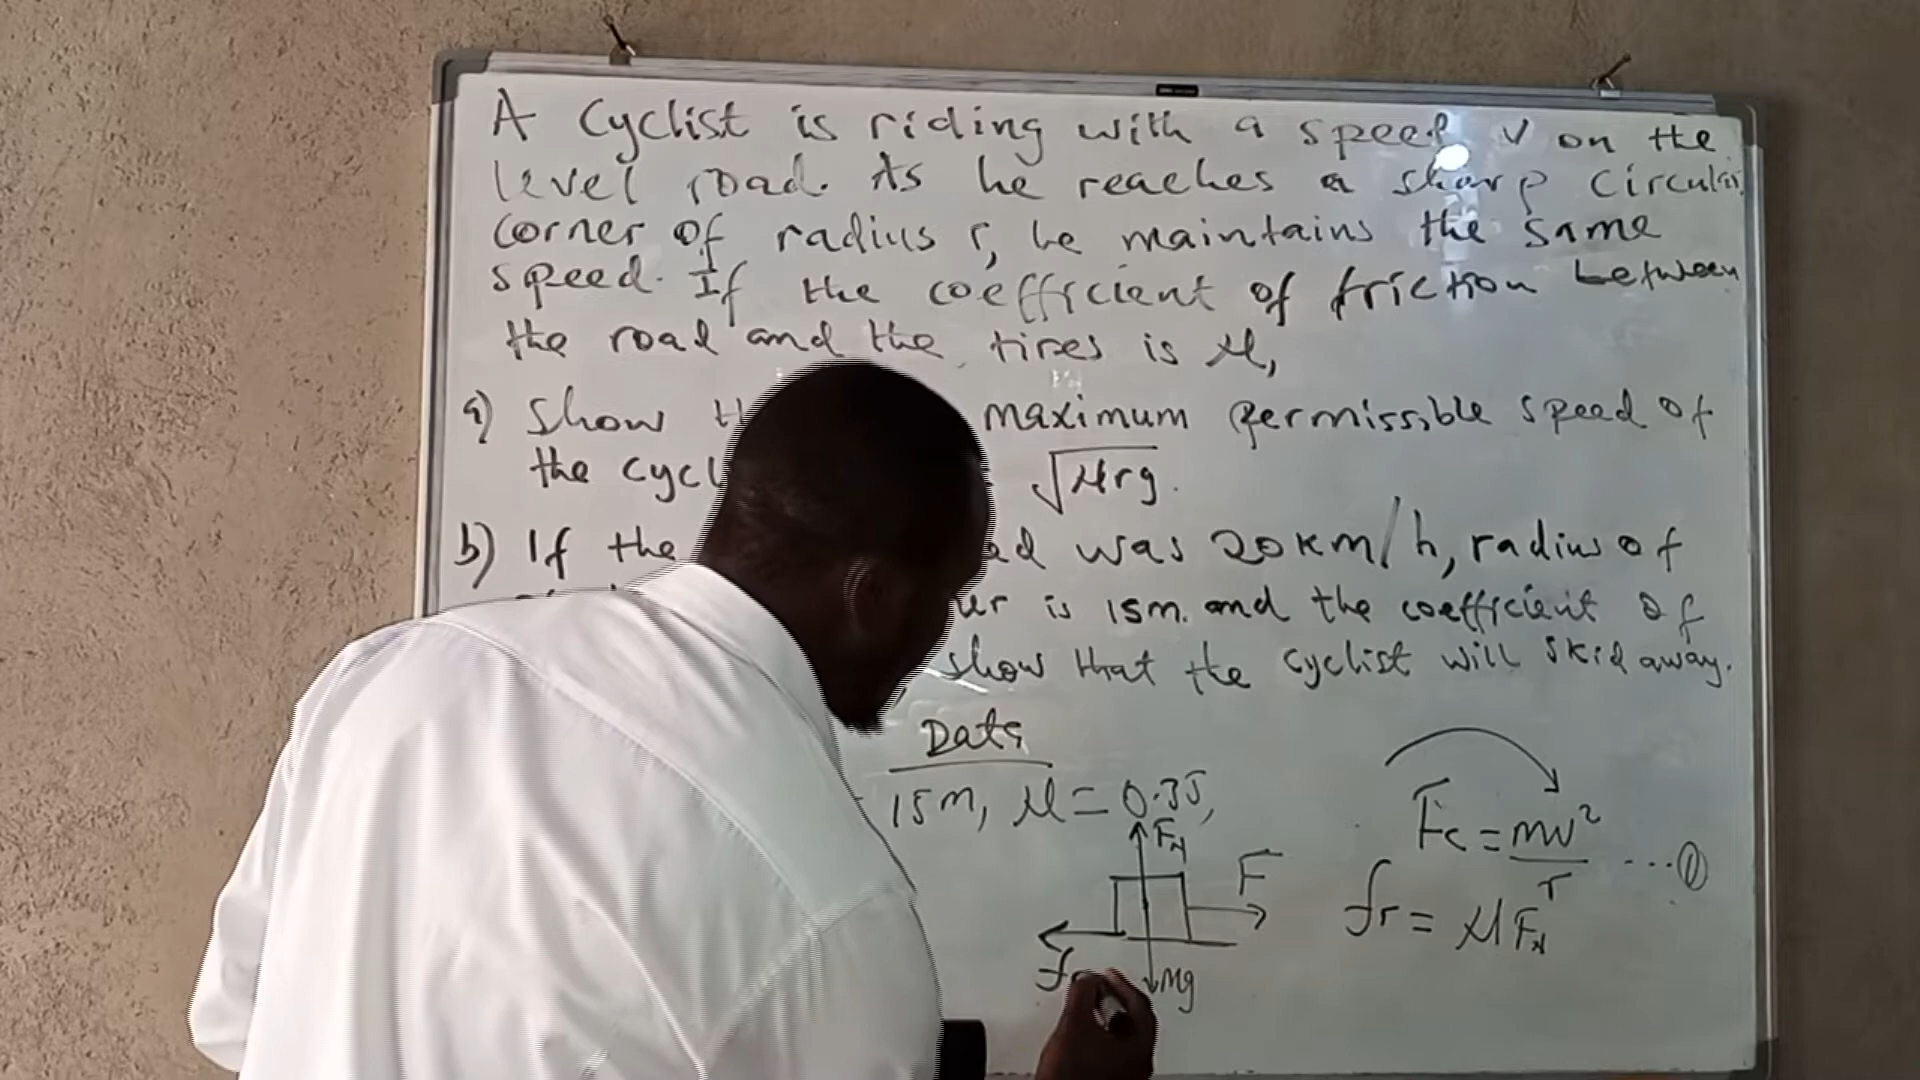 A Cyclist is riding with a speed v on the
level road. As he reaches a sharp circular
corner of radius r, he maintains the same
speed. If the coefficient of friction between
the road and the tires is μ,
a) Show maximum permissible speed of
the √μrg.
b) If the was 20km/h, radius of
is 15m. and the coefficient of
show that the cyclist will skid away.
Data
15m, μ = 0.35,
F_N
F
fr
Mg
Fc = mv²/r ...①
fr = μF_N